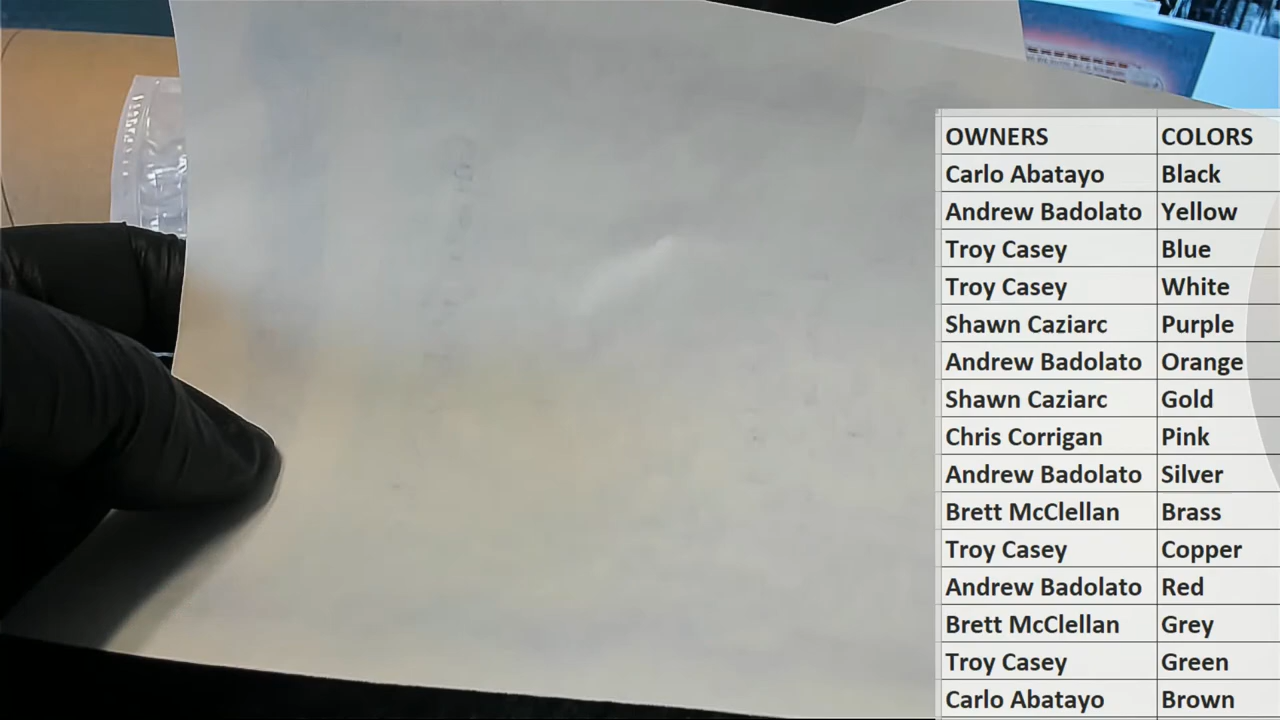 OWNERS COLORS
Carlo Abatayo Black
Andrew Badolato Yellow
Troy Casey Blue
Troy Casey White
Shawn Caziarc Purple
Andrew Badolato Orange
Shawn Caziarc Gold
Chris Corrigan Pink
Andrew Badolato Silver
Brett McClellan Brass
Troy Casey Copper
Andrew Badolato Red
Brett McClellan Grey
Troy Casey Green
Carlo Abatayo Brown